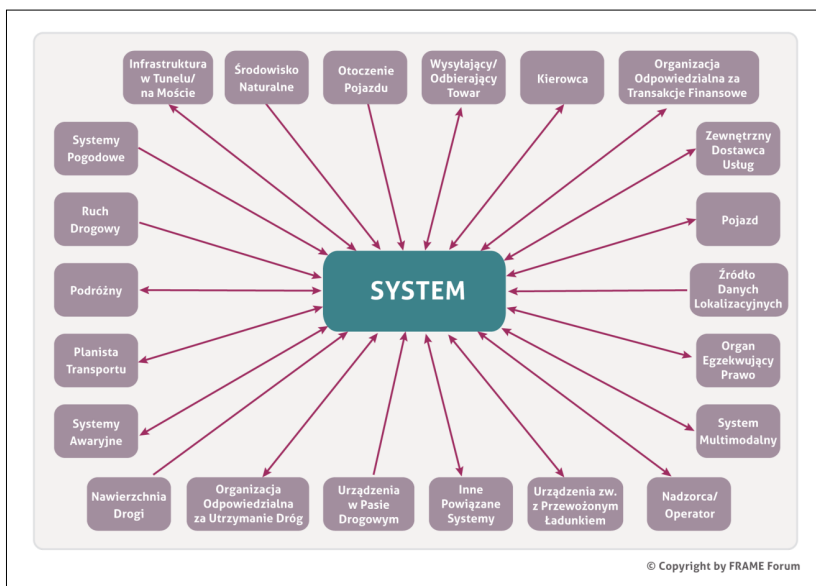 Infrastruktura
w Tunelu/
na Moście
Środowisko
Naturalne
Otoczenie
Pojazdu
Wysyłający/
Odbierający
Towar
Kierowca
Organizacja
Odpowiedzialna za
Transakcje Finansowe
Systemy
Pogodowe
Zewnętrzny
Dostawca
Usług
Ruch
Drogowy
Pojazd
Podróżny
SYSTEM
Źródło
Danych
Lokalizacyjnych
Planista
Transportu
Organ
Egzekwujący
Prawo
Systemy
Awaryjne
System
Multimodalny
Nawierzchnia
Drogi
Organizacja
Odpowiedzialna
za Utrzymanie Dróg
Urządzenia
w Pasie
Drogowym
Inne
Powiązane
Systemy
Urządzenia zw.
z Przewożonym
Ładunkiem
Nadzorca/
Operator
© Copyright by FRAME Forum